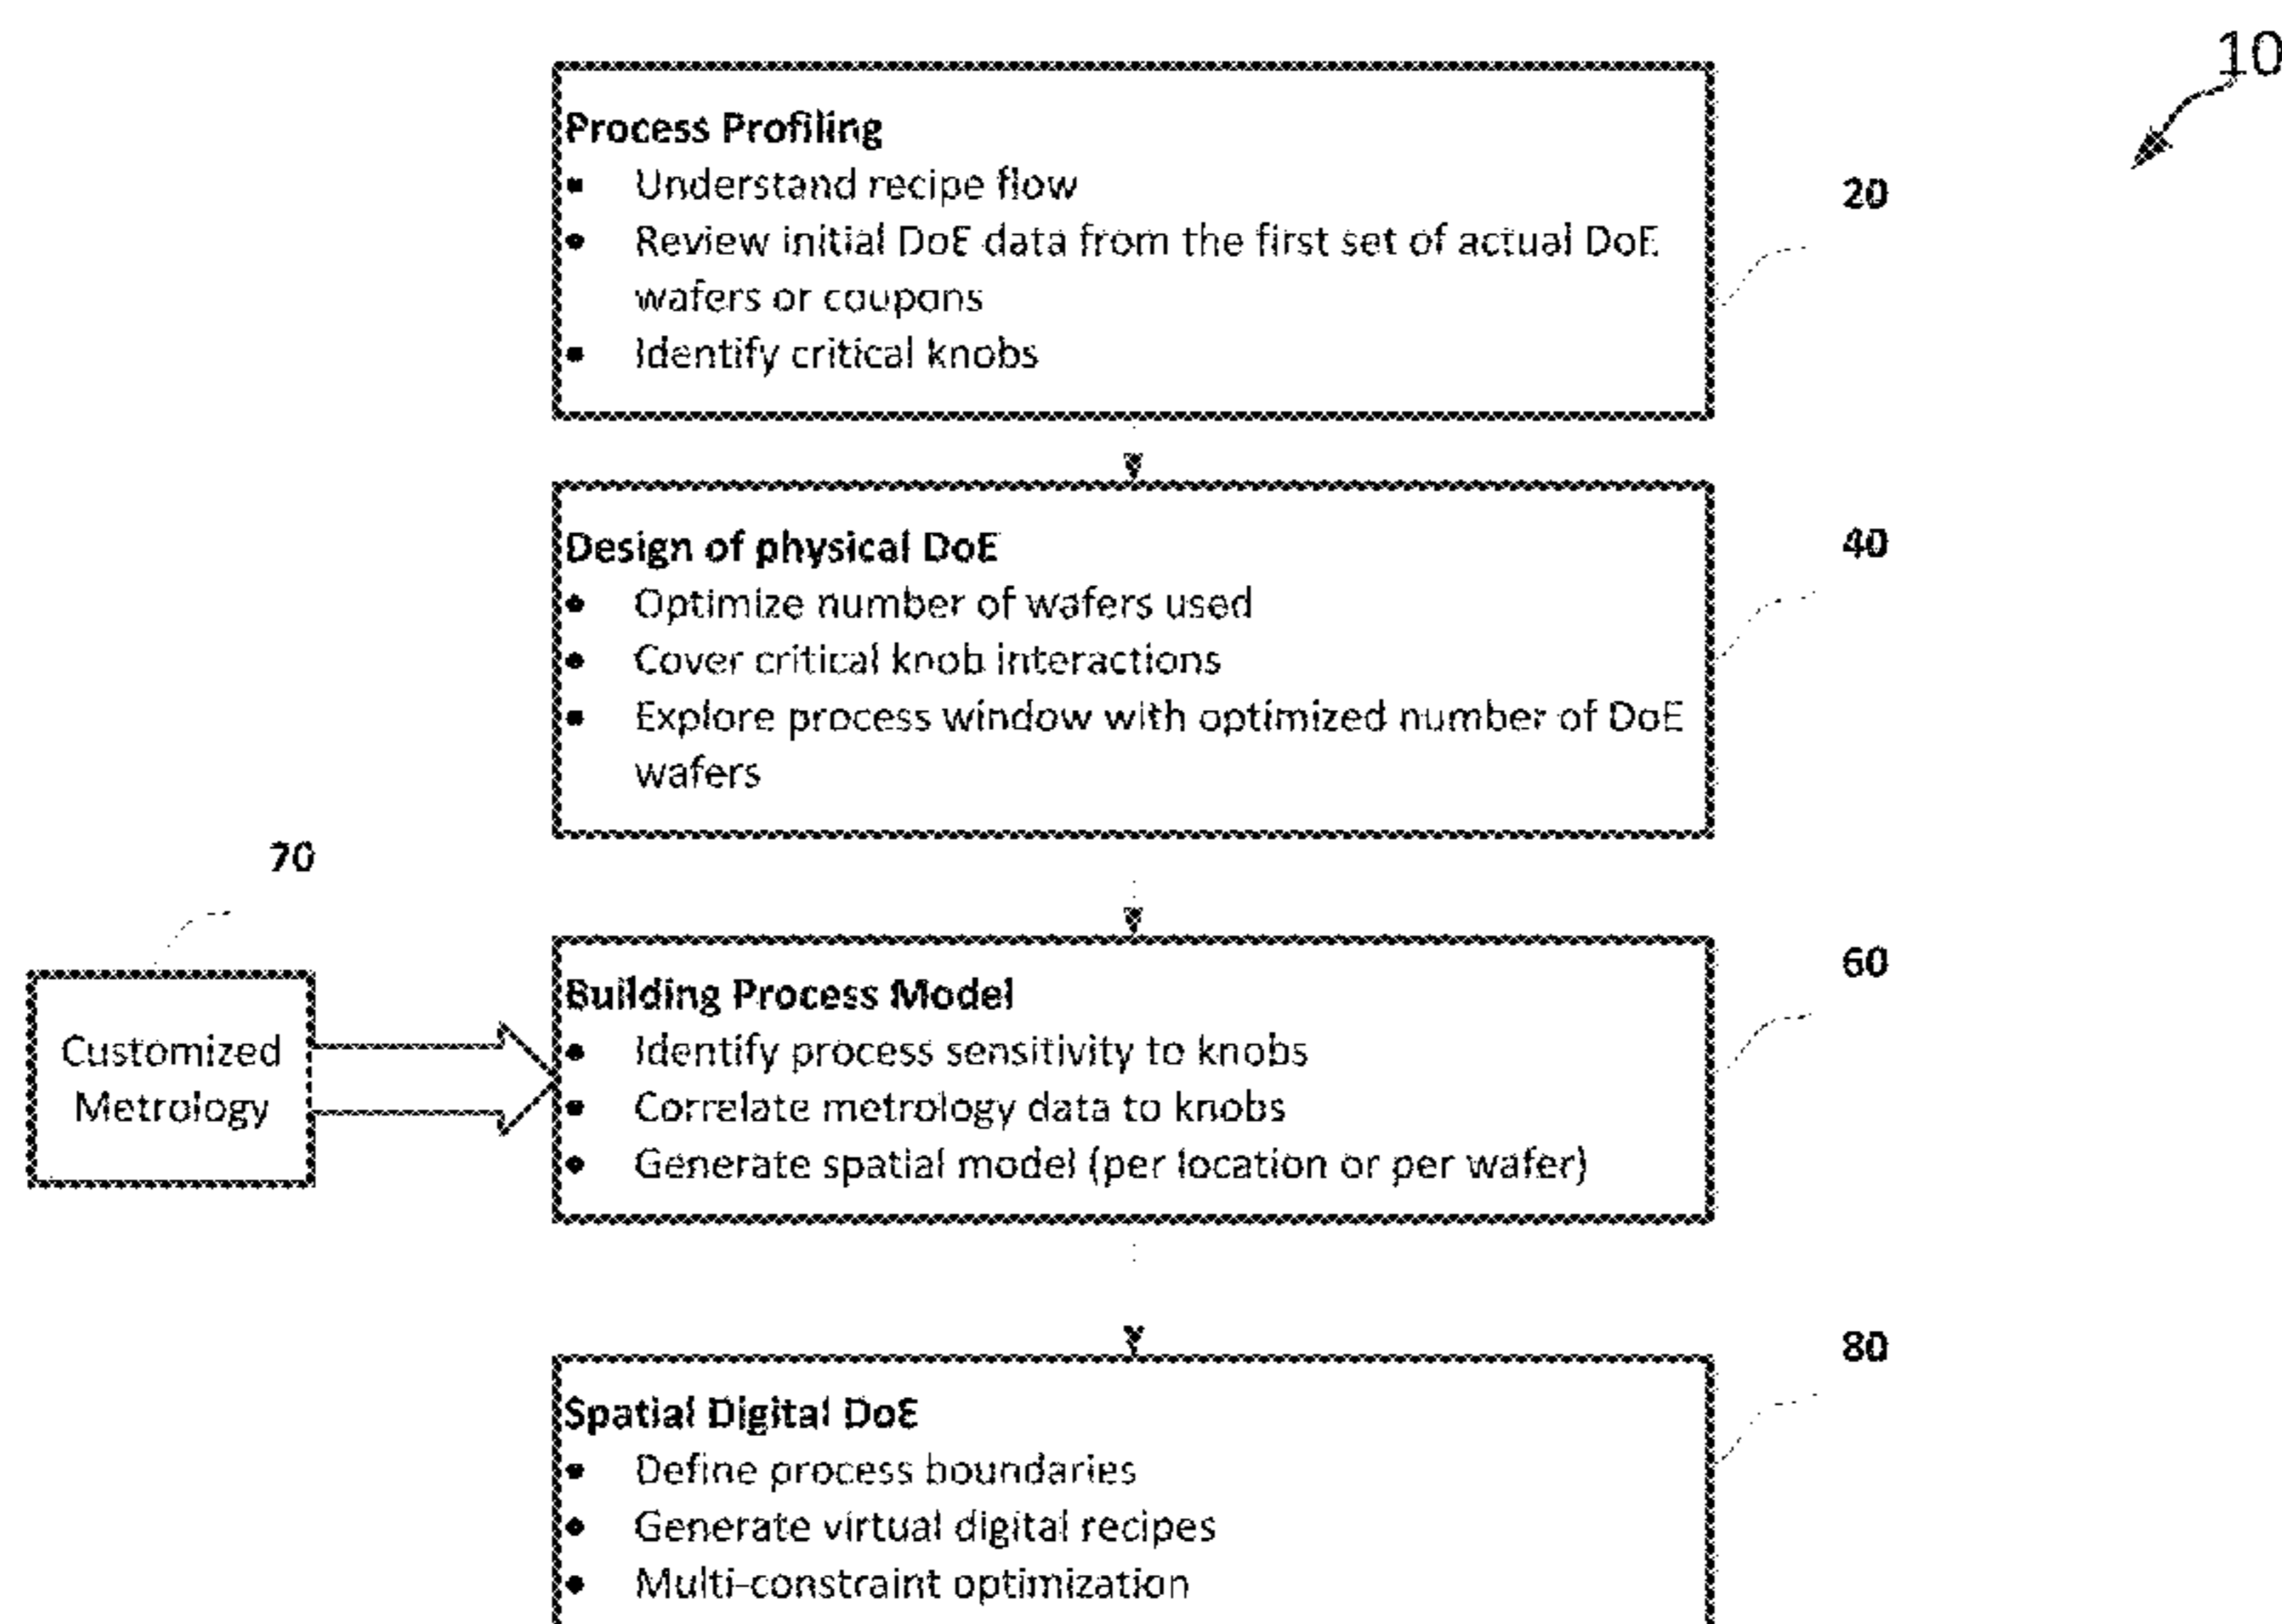 10
Process Profiling
20
▪ Understand recipe flow
• Review initial DoE data from the first set of actual DoE
wafers or coupons
▪ Identify critical knobs
Design of physical DoE
40
• Optimize number of wafers used
• Cover critical knob interactions
▪ Explore process window with optimized number of DoE
wafers
70
Building Process Model
60
Customized
Metrology
• Identify process sensitivity to knobs
▪ Correlate metrology data to knobs
• Generate spatial model (per location or per wafer)
80
Spatial Digital DoE
• Define process boundaries
• Generate virtual digital recipes
• Multi-constraint optimization